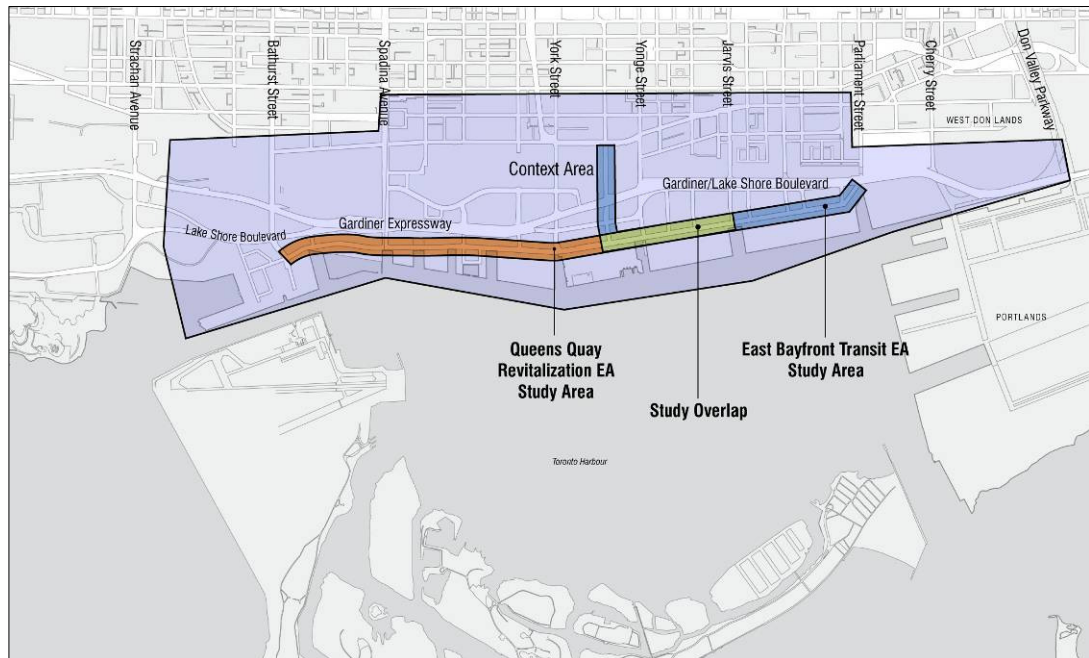 Strachan Avenue
Bathurst Street
Spadina Avenue
York Street
Yonge Street
Jarvis Street
Parliament Street
Cherry Street
Don Valley Parkway
WEST DON LANDS
Context Area
Gardiner/Lake Shore Boulevard
Gardiner Expressway
Lake Shore Boulevard
PORTLANDS
Queens Quay
Revitalization EA
Study Area
East Bayfront Transit EA
Study Area
Study Overlap
Toronto Harbour